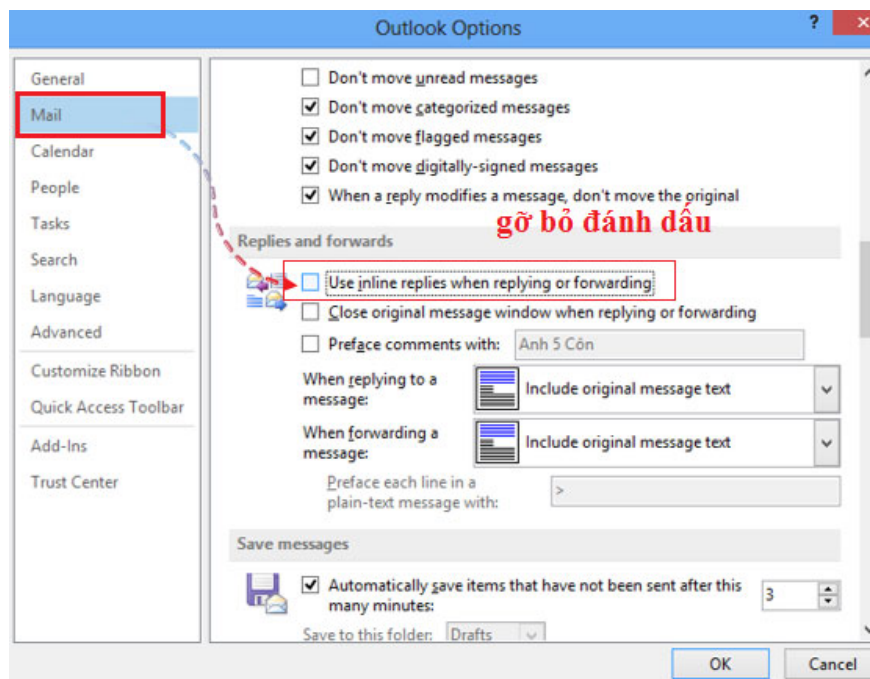 Outlook Options
?
General
Mail
Calendar
People
Tasks
Search
Language
Advanced
Customize Ribbon
Quick Access Toolbar
Add-Ins
Trust Center
Don't move unread messages
Don't move categorized messages
Don't move flagged messages
Don't move digitally-signed messages
When a reply modifies a message, don't move the original
gỡ bỏ đánh dấu
Replies and forwards
Use inline replies when replying or forwarding
Close original message window when replying or forwarding
Preface comments with: Anh 5 Côn
When replying to a
message:
Include original message text
When forwarding a
message:
Include original message text
Preface each line in a
plain-text message with:
>
Save messages
Automatically save items that have not been sent after this
many minutes:
3
Save to this folder: Drafts
OK
Cancel